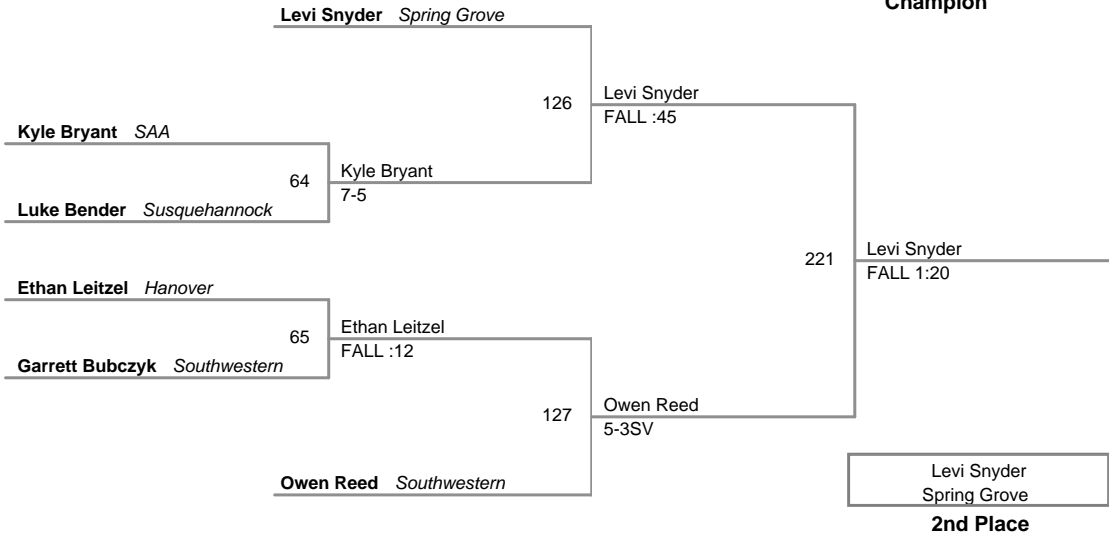 Champion
Levi Snyder Spring Grove
126
Levi Snyder
FALL :45
Kyle Bryant SAA
64
Kyle Bryant
7-5
Luke Bender Susquehannock
221
Levi Snyder
FALL 1:20
Ethan Leitzel Hanover
65
Ethan Leitzel
FALL :12
Garrett Bubczyk Southwestern
127
Owen Reed
5-3SV
Owen Reed Southwestern
Levi Snyder
Spring Grove
2nd Place